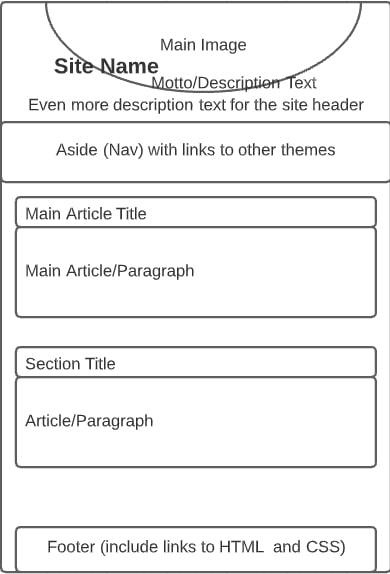 Main Image
Site Name
Motto/Description Text
Even more description text for the site header
Aside (Nav) with links to other themes
Main Article Title
Main Article/Paragraph
Section Title
Article/Paragraph
Footer (include links to HTML  and CSS)